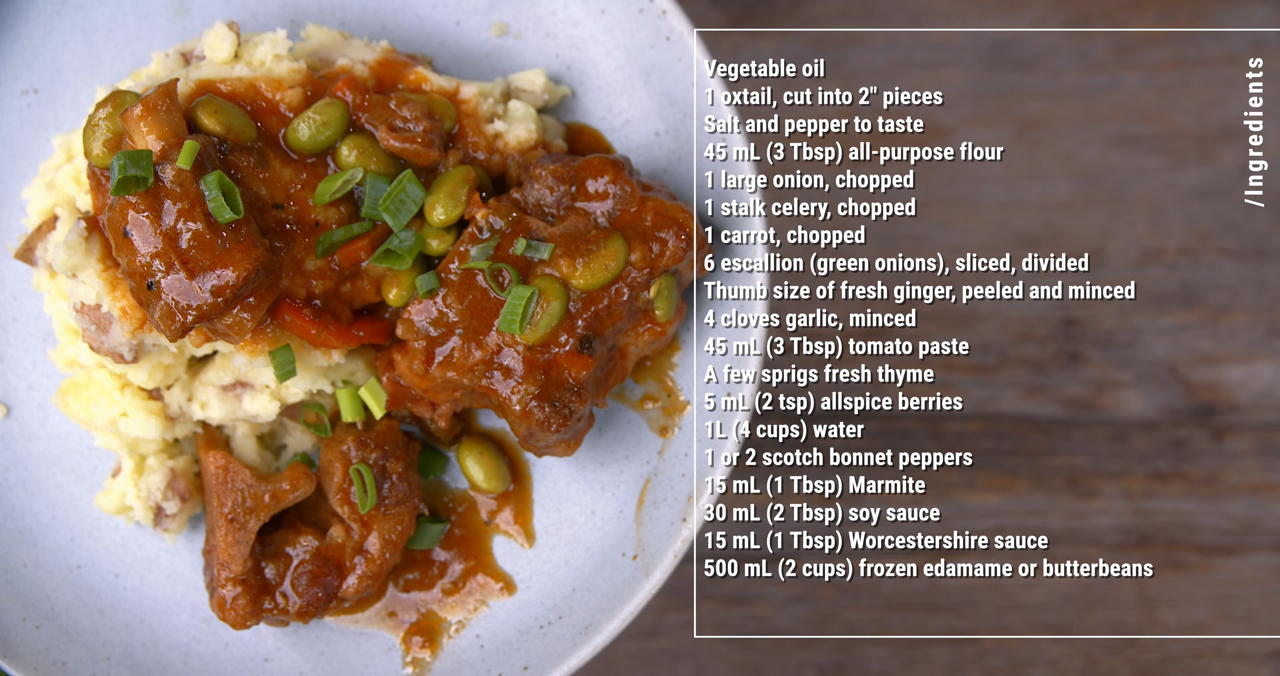 Vegetable oil
1 oxtail, cut into 2" pieces
Salt and pepper to taste
45 mL (3 Tbsp) all-purpose flour
1 large onion, chopped
1 stalk celery, chopped
1 carrot, chopped
6 escallion (green onions), sliced, divided
Thumb size of fresh ginger, peeled and minced
4 cloves garlic, minced
45 mL (3 Tbsp) tomato paste
A few sprigs fresh thyme
5 mL (2 tsp) allspice berries
1L (4 cups) water
1 or 2 scotch bonnet peppers
15 mL (1 Tbsp) Marmite
30 mL (2 Tbsp) soy sauce
15 mL (1 Tbsp) Worcestershire sauce
500 mL (2 cups) frozen edamame or butterbeans
/Ingredients